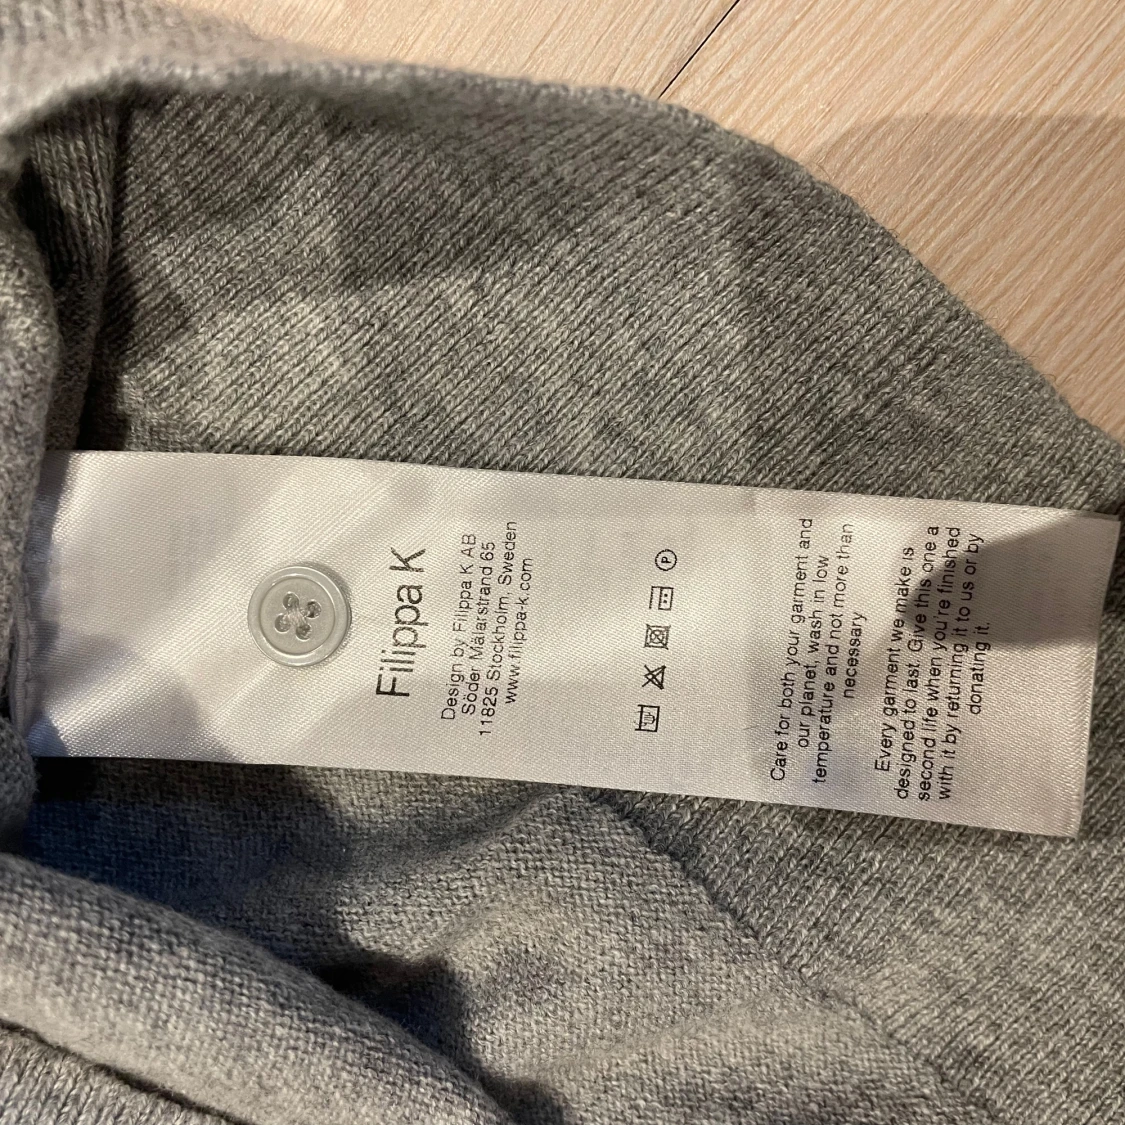 Filippa K
Design by Filippa K AB
Söder Mälarstrand 65
11825 Stockholm, Sweden
www.filippa-k.com
P
Care for both your garment and
our planet, wash in low
temperature and not more than
necessary
Every garment we make is
designed to last. Give this one a
second life when you're finished
with it by returning it to us or by
donating it.